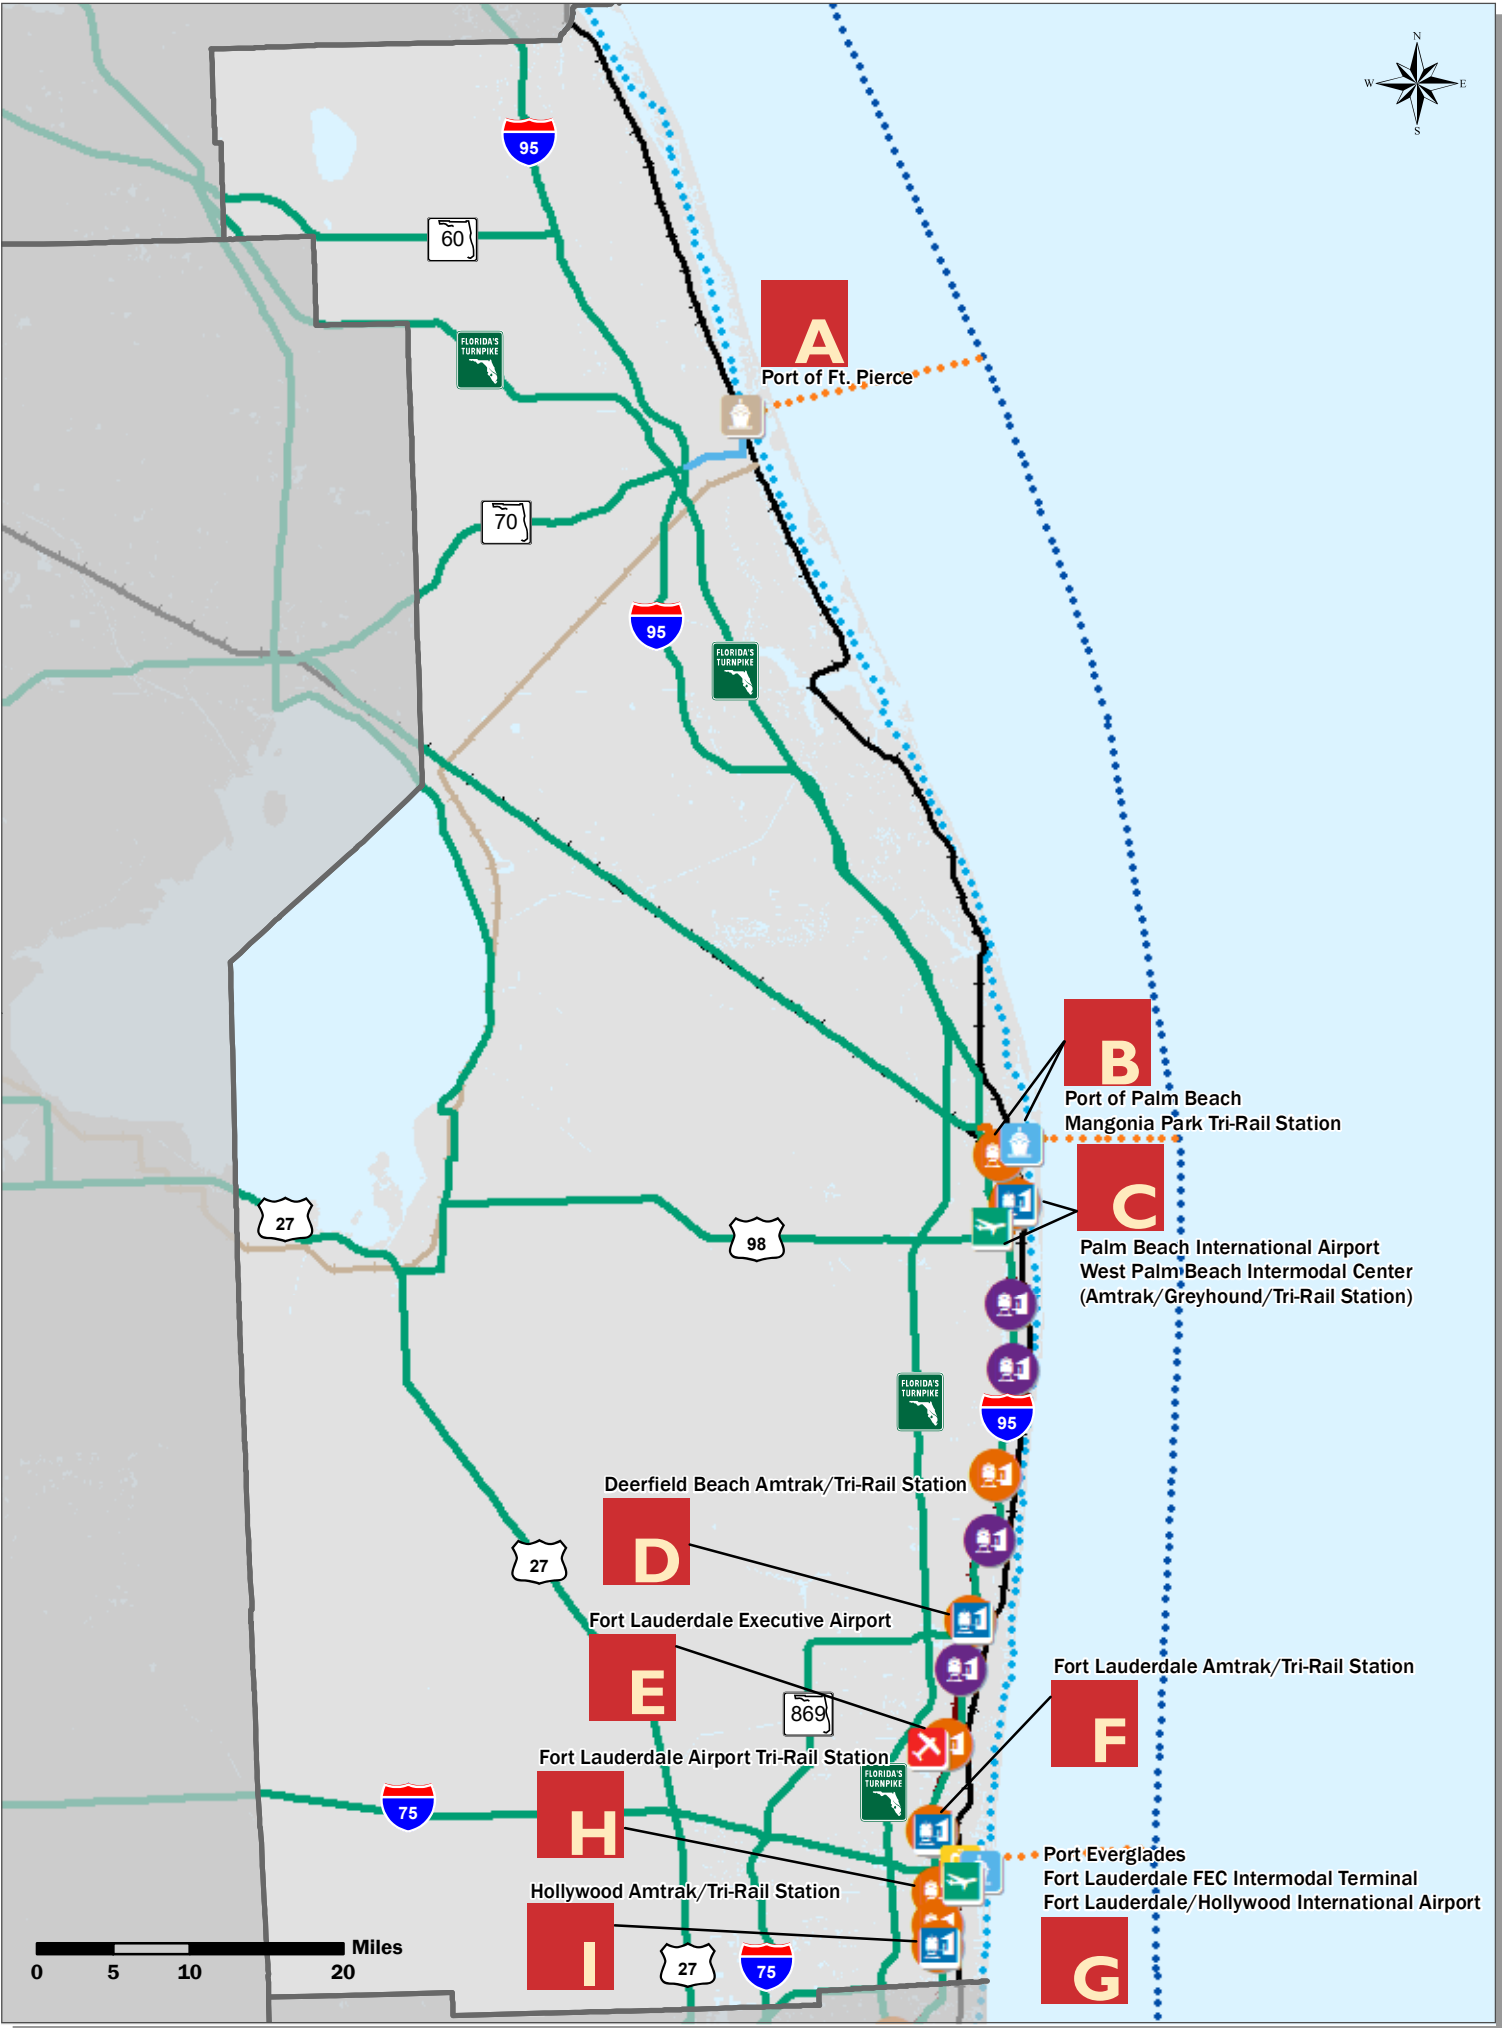 N
W E
S
95
60
A
FLORIDA'S
TURNPIKE
Port of Ft. Pierce
70
95
FLORIDA'S
TURNPIKE
B
Port of Palm Beach
Mangonia Park Tri-Rail Station
C
27
98
Palm Beach International Airport
West Palm Beach Intermodal Center
(Amtrak/Greyhound/Tri-Rail Station)
FLORIDA'S
TURNPIKE
95
Deerfield Beach Amtrak/Tri-Rail Station
D
27
Fort Lauderdale Executive Airport
E
Fort Lauderdale Amtrak/Tri-Rail Station
F
869
Fort Lauderdale Airport Tri-Rail Station
FLORIDA'S
TURNPIKE
75
H
Port Everglades
Fort Lauderdale FEC Intermodal Terminal
Fort Lauderdale/Hollywood International Airport
G
Hollywood Amtrak/Tri-Rail Station
I
Miles
0 5 10 20
27
75